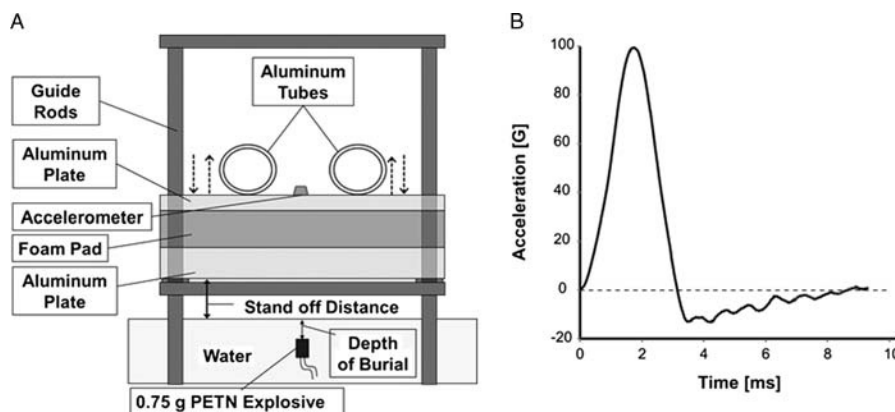 A
Guide
Rods
Aluminum
Tubes
Aluminum
Plate
Accelerometer
Foam Pad
Aluminum
Plate
Stand off Distance
Water
Depth
of Burial
0.75 g PETN Explosive
B
Acceleration [G]
100
80
60
40
20
0
-20
0
2
4
6
8
10
Time [ms]